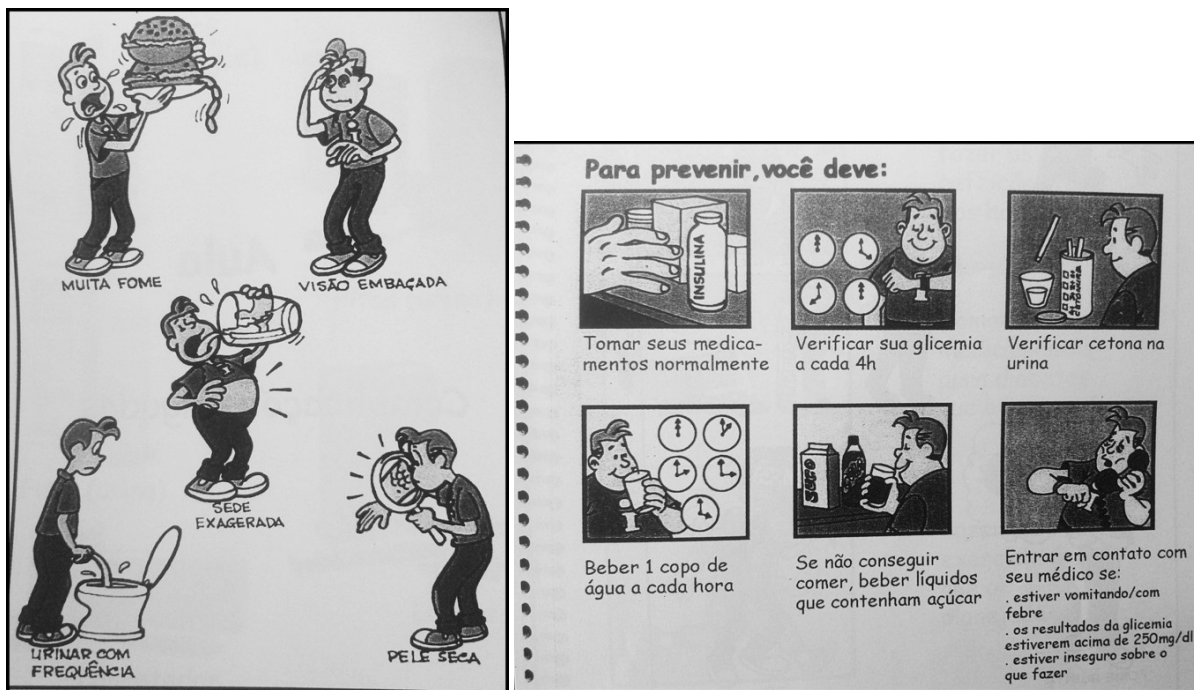 MUITA FOME
VISÃO EMBAÇADA
SEDE
EXAGERADA
URINAR COM
FREQUÊNCIA
PELE SECA
Para prevenir, você deve:
INSULINA
Tomar seus medica-
mentos normalmente
Verificar sua glicemia
a cada 4h
Verificar cetona na
urina
Beber 1 copo de
água a cada hora
SUCO
Se não conseguir
comer, beber líquidos
que contenham açúcar
Entrar em contato com
seu médico se:
. estiver vomitando/com
febre
. os resultados da glicemia
estiverem acima de 250mg/dl
. estiver inseguro sobre o
que fazer